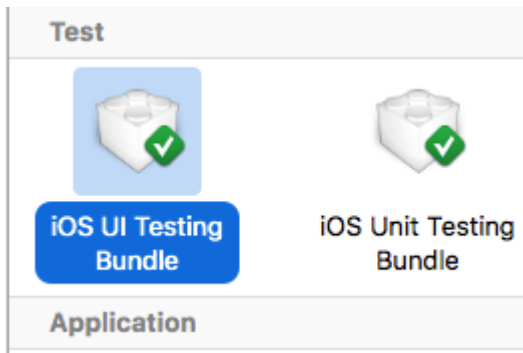 Test
iOS UI Testing
Bundle
iOS Unit Testing
Bundle
Application